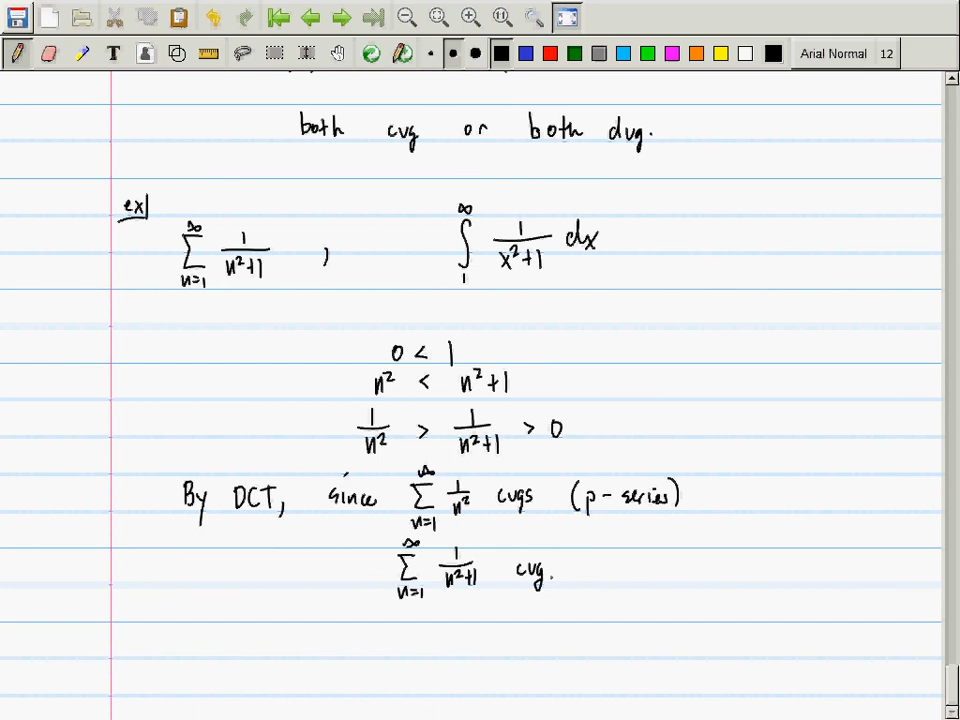 Arial Normal 12
both cvg or both dvg.
ex
∑_{n=1}^{∞} 1/(n²+1) , ∫_{1}^{∞} 1/(x²+1) dx
0 < 1
n² < n²+1
1/n² > 1/(n²+1) > 0
By DCT, since ∑_{n=1}^{∞} 1/n² cvgs (p-series)
∑_{n=1}^{∞} 1/(n²+1) cvg.